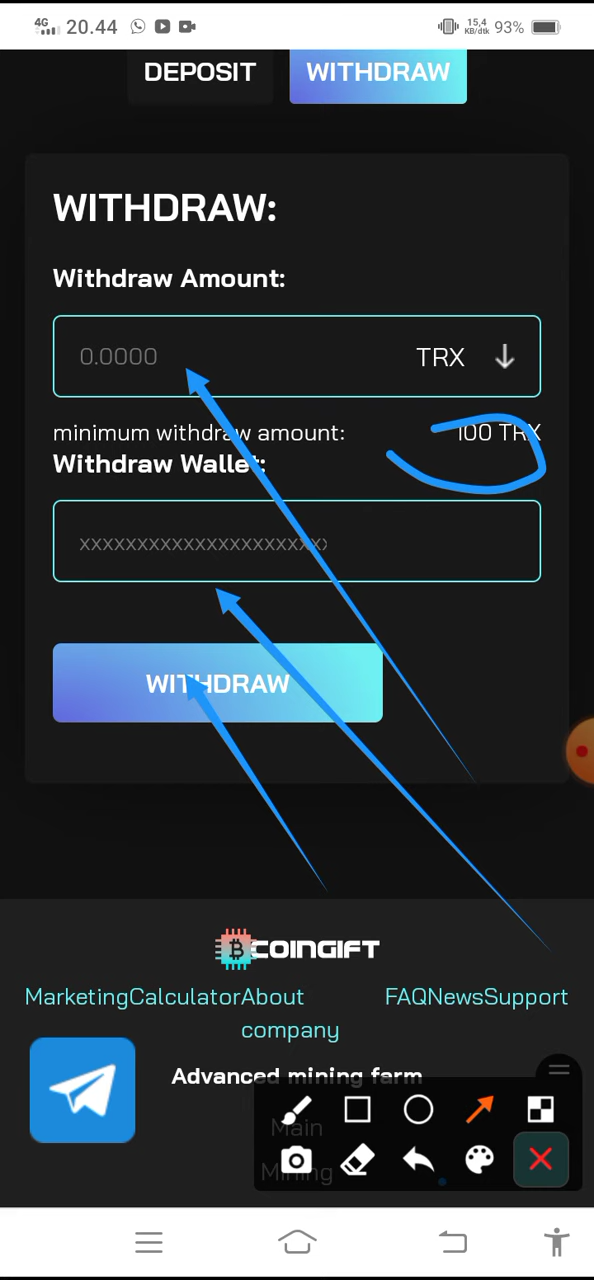 4G 20.44 15,4 KB/dtk 93%
DEPOSIT WITHDRAW
WITHDRAW:
Withdraw Amount:
0.0000 TRX
minimum withdraw amount: 100 TRX
Withdraw Wallet:
xxxxxxxxxxxxxxxxxxxxxx
WITHDRAW
COINGIFT
Marketing Calculator About company FAQ News Support
Advanced mining farm
Main
Mining